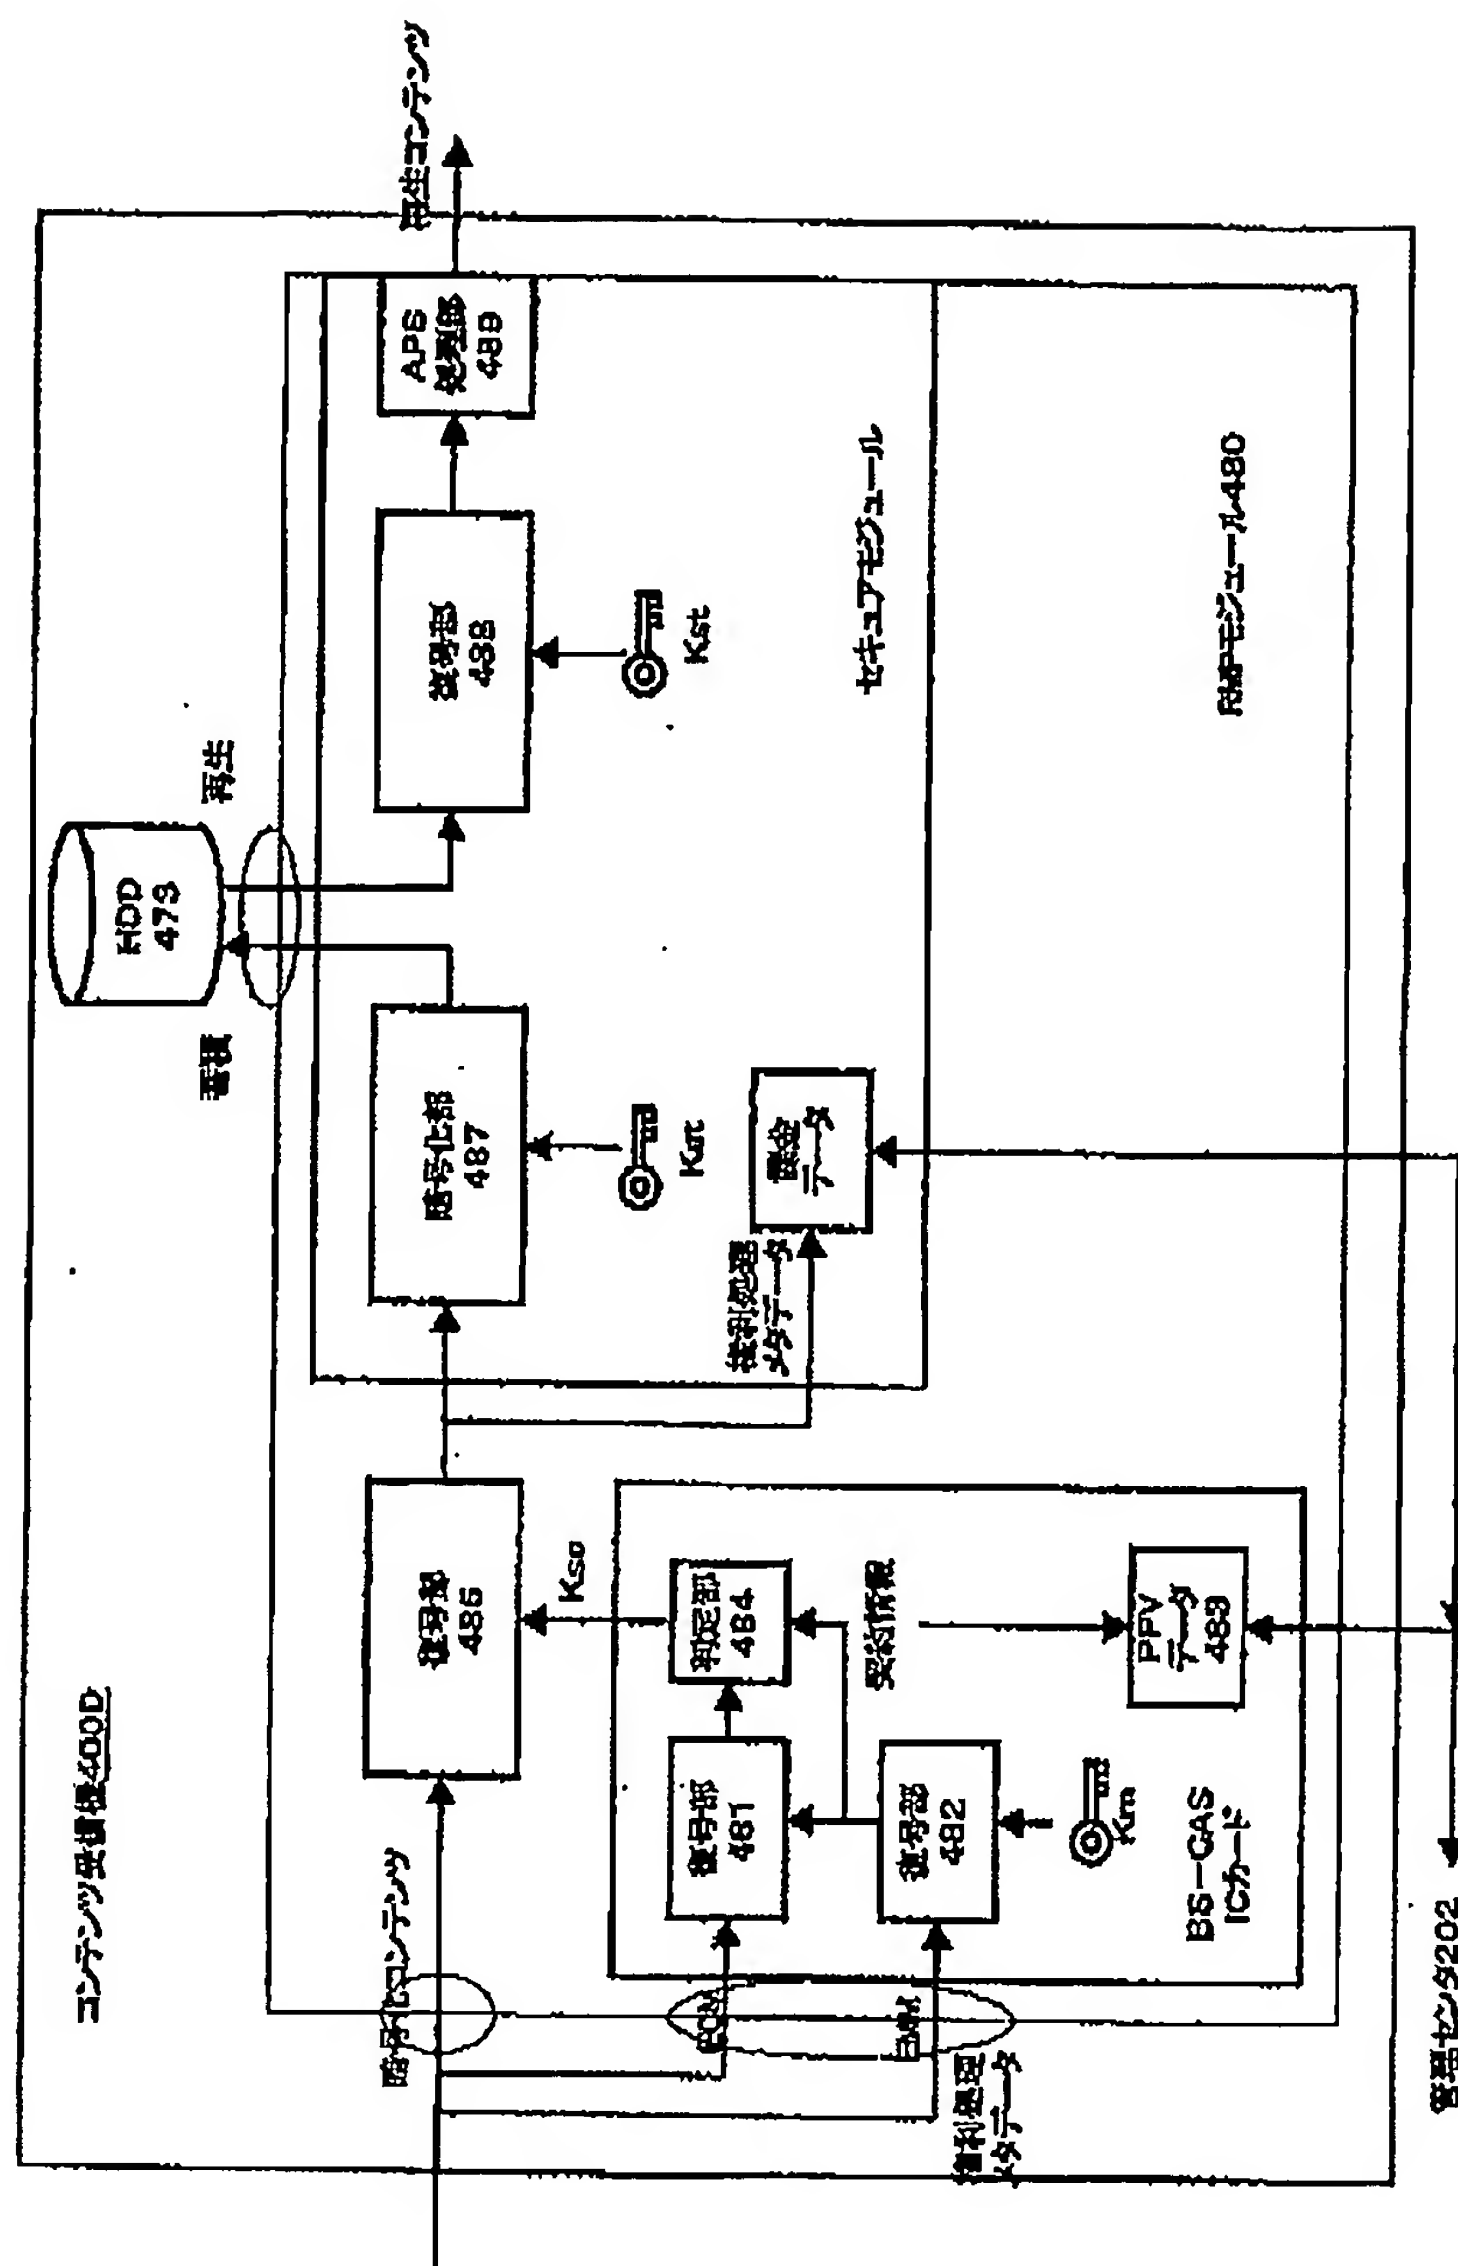 コンテンツ受信機400D
HDD
473
蓄積
再生
再生コンテンツ
暗号化コンテンツ
復号部
486
Ksc
暗号化部
487
Kst
復号部
488
Kst
APS
処理部
489
権利処理
メタデータ
課金
データ
セキュアモジュール
RMPモジュール480
ECM
EMM
権利処理
メタデータ
復号部
481
判定部
484
復号部
482
契約情報
PPV
データ
483
Km
BS-CAS
ICカード
管理センタ202